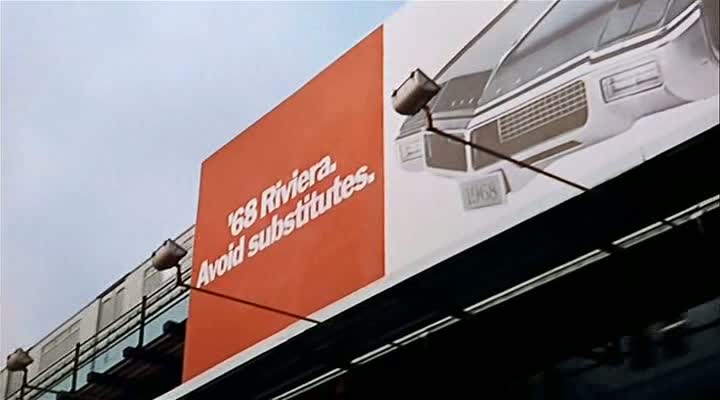 '68 Riviera.
Avoid substitutes.
1968